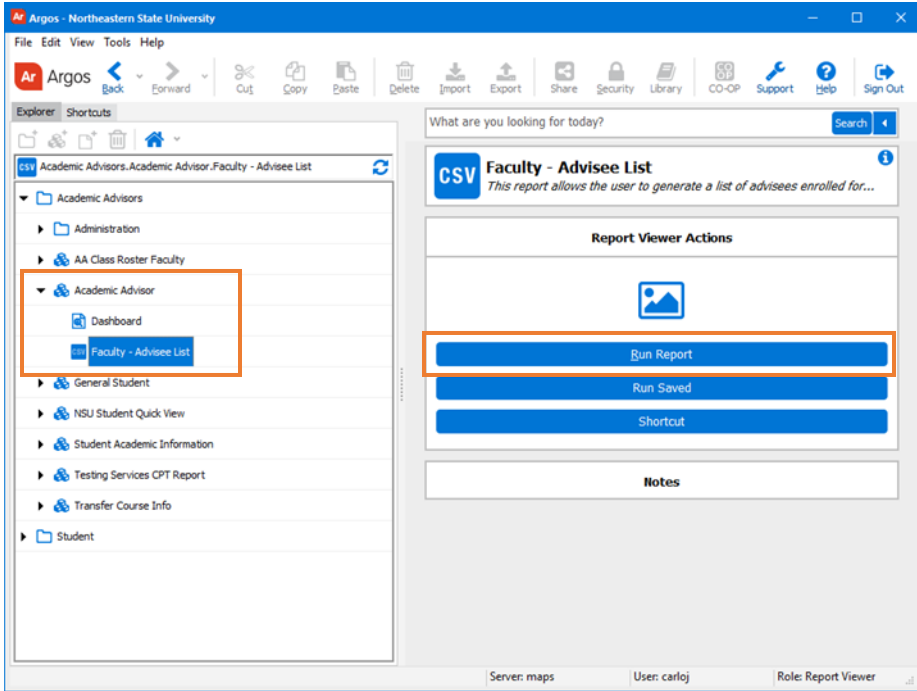 Ar Argos - Northeastern State University
File Edit View Tools Help
Ar Argos Back Forward Cut Copy Paste Delete Import Export Share Security Library CO-OP Support Help Sign Out
Explorer Shortcuts
CSV Academic Advisors.Academic Advisor.Faculty - Advisee List
Academic Advisors
Administration
AA Class Roster Faculty
Academic Advisor
Dashboard
CSV Faculty - Advisee List
General Student
NSU Student Quick View
Student Academic Information
Testing Services CPT Report
Transfer Course Info
Student
What are you looking for today? Search
CSV Faculty - Advisee List
This report allows the user to generate a list of advisees enrolled for...
Report Viewer Actions
Run Report
Run Saved
Shortcut
Notes
Server: maps User: carloj Role: Report Viewer